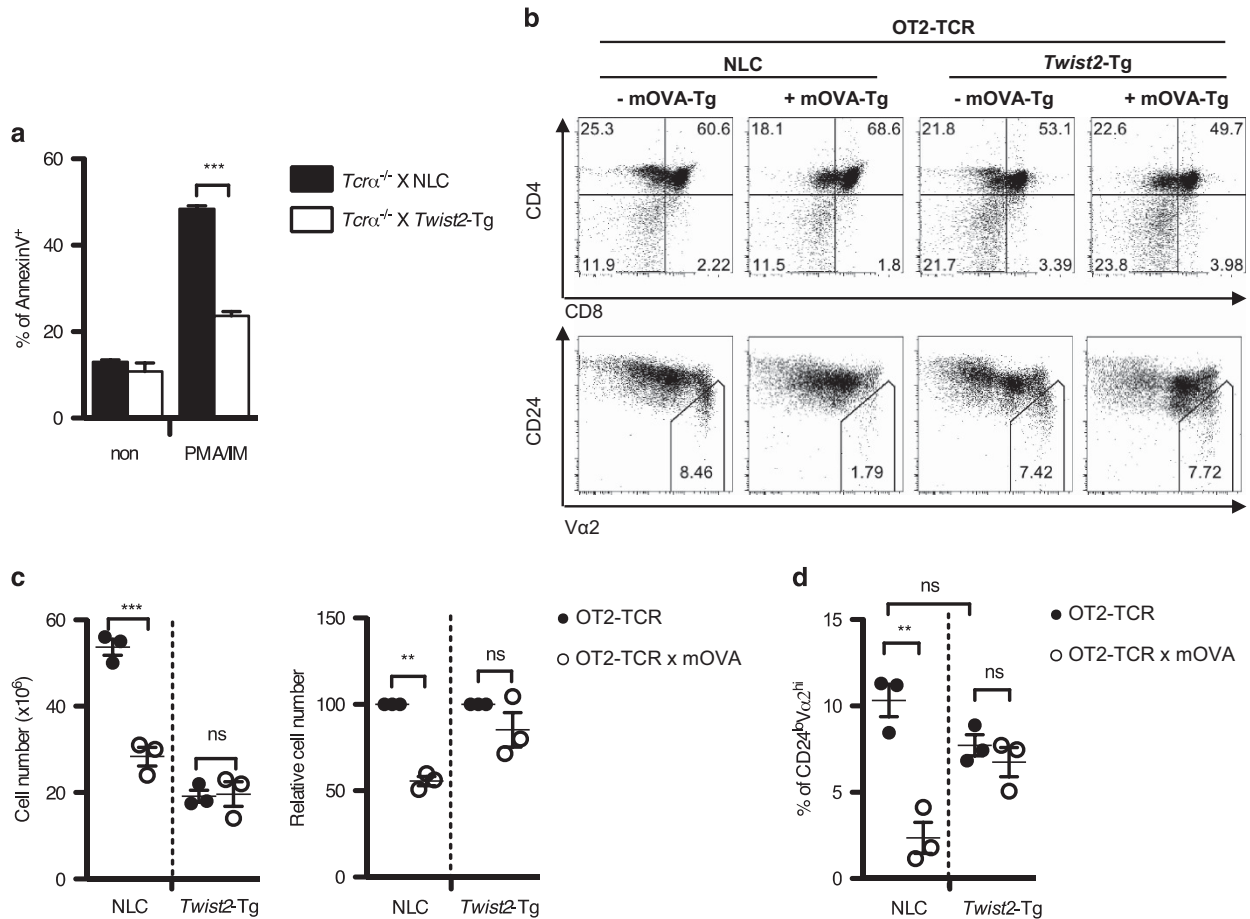 a
% of AnnexinV+
60
40
20
0
***
non
PMA/IM
Tcrα-/- X NLC
Tcrα-/- X Twist2-Tg
b
OT2-TCR
NLC
Twist2-Tg
- mOVA-Tg
+ mOVA-Tg
- mOVA-Tg
+ mOVA-Tg
CD4
25.3 60.6
11.9 2.22
18.1 68.6
11.5 1.8
21.8 53.1
21.7 3.39
22.6 49.7
23.8 3.98
CD8
CD24
8.46
1.79
7.42
7.72
Vα2
c
Cell number (x10⁶)
60
40
20
0
***
ns
NLC
Twist2-Tg
Relative cell number
150
100
50
0
**
ns
NLC
Twist2-Tg
OT2-TCR
OT2-TCR x mOVA
d
% of CD24loVα2hi
15
10
5
0
ns
**
ns
NLC
Twist2-Tg
OT2-TCR
OT2-TCR x mOVA